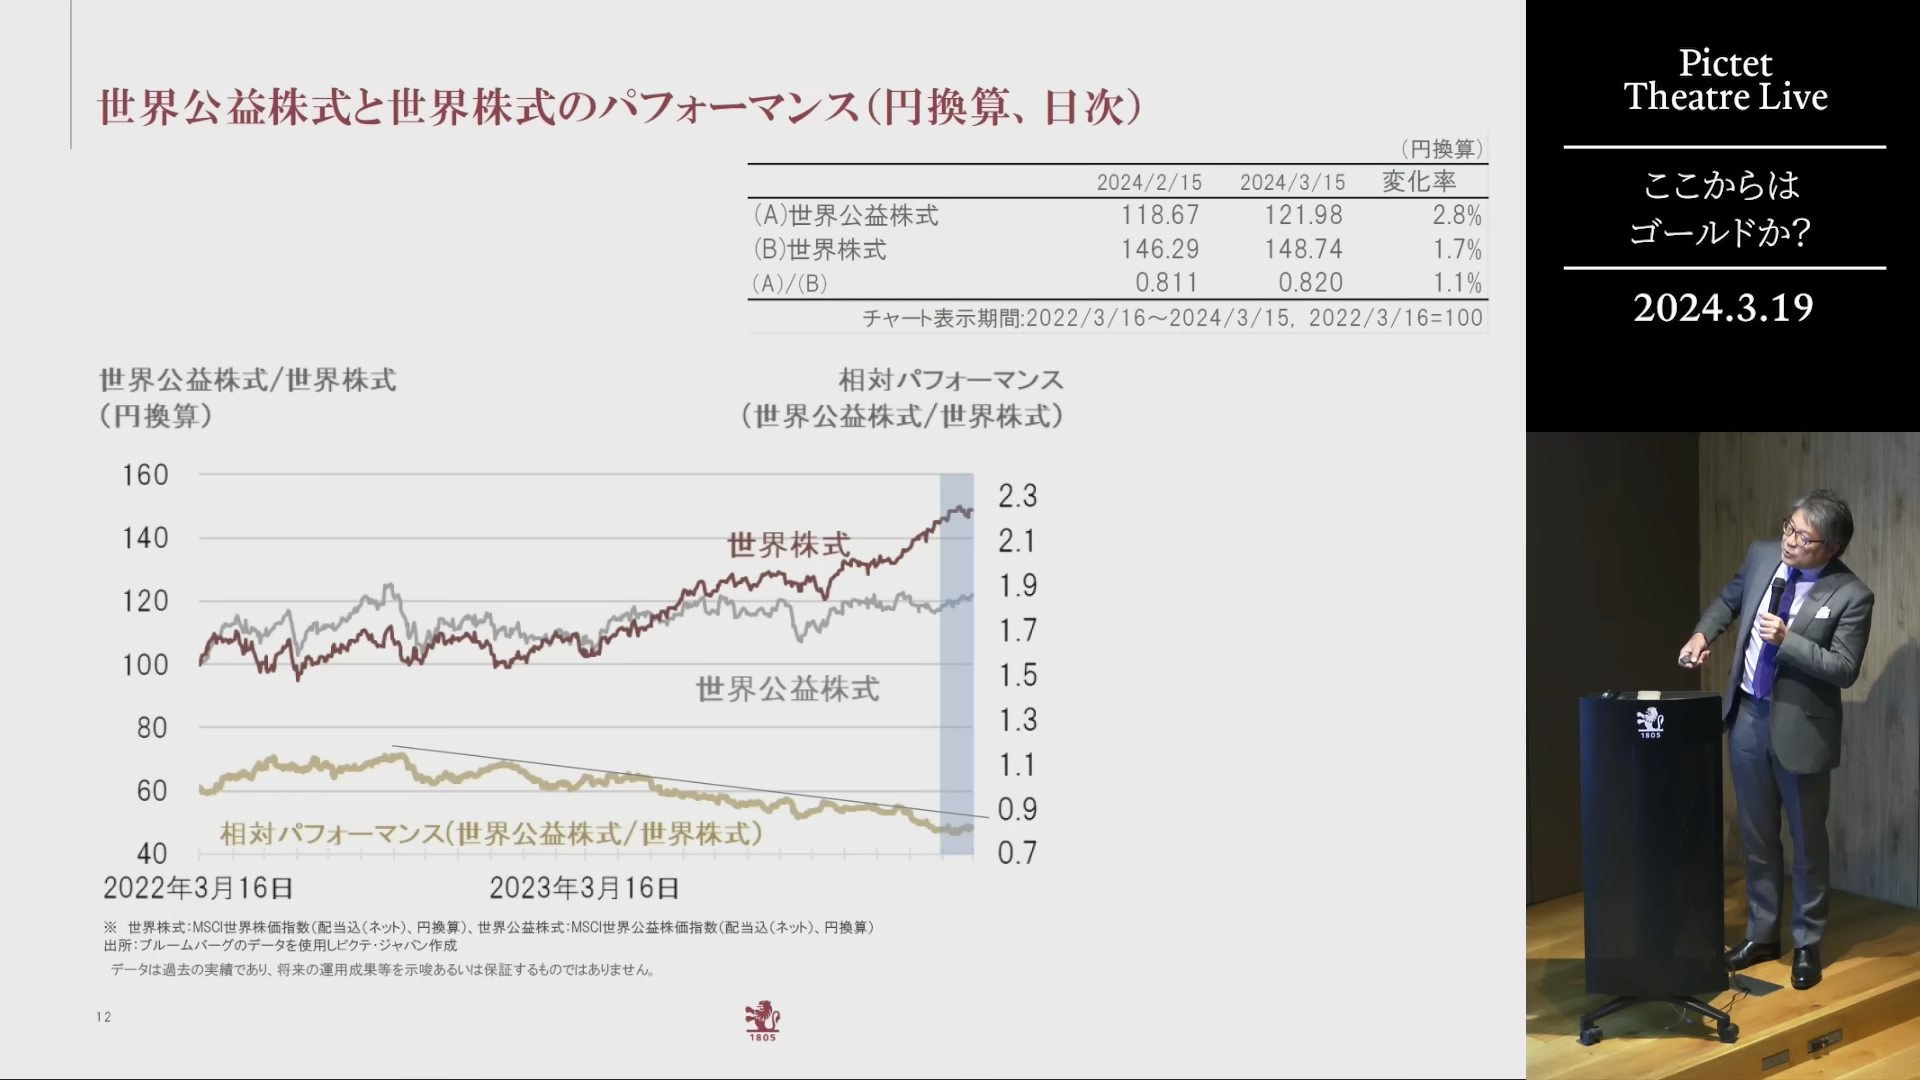 世界公益株式と世界株式のパフォーマンス（円換算、日次）
（円換算）
2024/2/15 2024/3/15 変化率
(A)世界公益株式 118.67 121.98 2.8%
(B)世界株式 146.29 148.74 1.7%
(A)/(B) 0.811 0.820 1.1%
チャート表示期間:2022/3/16～2024/3/15, 2022/3/16=100
世界公益株式/世界株式
（円換算）
相対パフォーマンス
（世界公益株式/世界株式）
160
140
120
100
80
60
40
2.3
2.1
1.9
1.7
1.5
1.3
1.1
0.9
0.7
世界株式
世界公益株式
相対パフォーマンス(世界公益株式/世界株式)
2022年3月16日 2023年3月16日
※ 世界株式：MSCI世界株価指数（配当込（ネット）、円換算）、世界公益株式：MSCI世界公益株価指数（配当込（ネット）、円換算）
出所：ブルームバーグのデータを使用しピクテ・ジャパン作成
データは過去の実績であり、将来の運用成果等を示唆あるいは保証するものではありません。
12
1805
Pictet
Theatre Live
ここからは
ゴールドか?
2024.3.19
1805